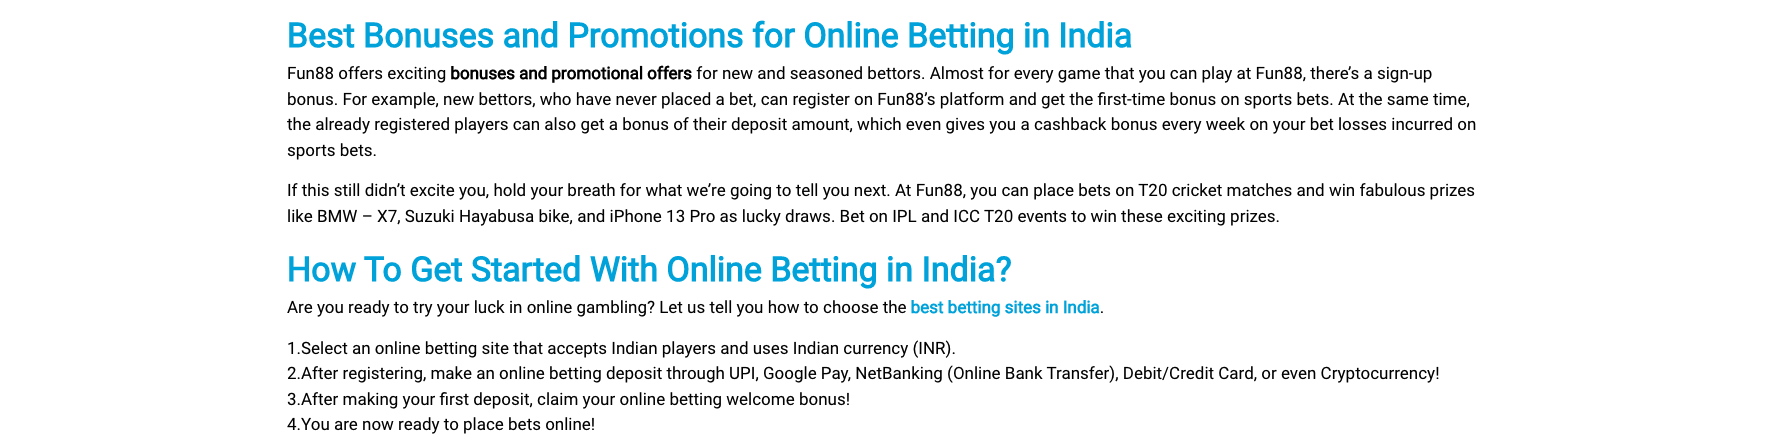 Best Bonuses and Promotions for Online Betting in India
Fun88 offers exciting bonuses and promotional offers for new and seasoned bettors. Almost for every game that you can play at Fun88, there’s a sign-up
bonus. For example, new bettors, who have never placed a bet, can register on Fun88’s platform and get the first-time bonus on sports bets. At the same time,
the already registered players can also get a bonus of their deposit amount, which even gives you a cashback bonus every week on your bet losses incurred on
sports bets.
If this still didn’t excite you, hold your breath for what we’re going to tell you next. At Fun88, you can place bets on T20 cricket matches and win fabulous prizes
like BMW – X7, Suzuki Hayabusa bike, and iPhone 13 Pro as lucky draws. Bet on IPL and ICC T20 events to win these exciting prizes.
How To Get Started With Online Betting in India?
Are you ready to try your luck in online gambling? Let us tell you how to choose the best betting sites in India.
1.Select an online betting site that accepts Indian players and uses Indian currency (INR).
2.After registering, make an online betting deposit through UPI, Google Pay, NetBanking (Online Bank Transfer), Debit/Credit Card, or even Cryptocurrency!
3.After making your first deposit, claim your online betting welcome bonus!
4.You are now ready to place bets online!